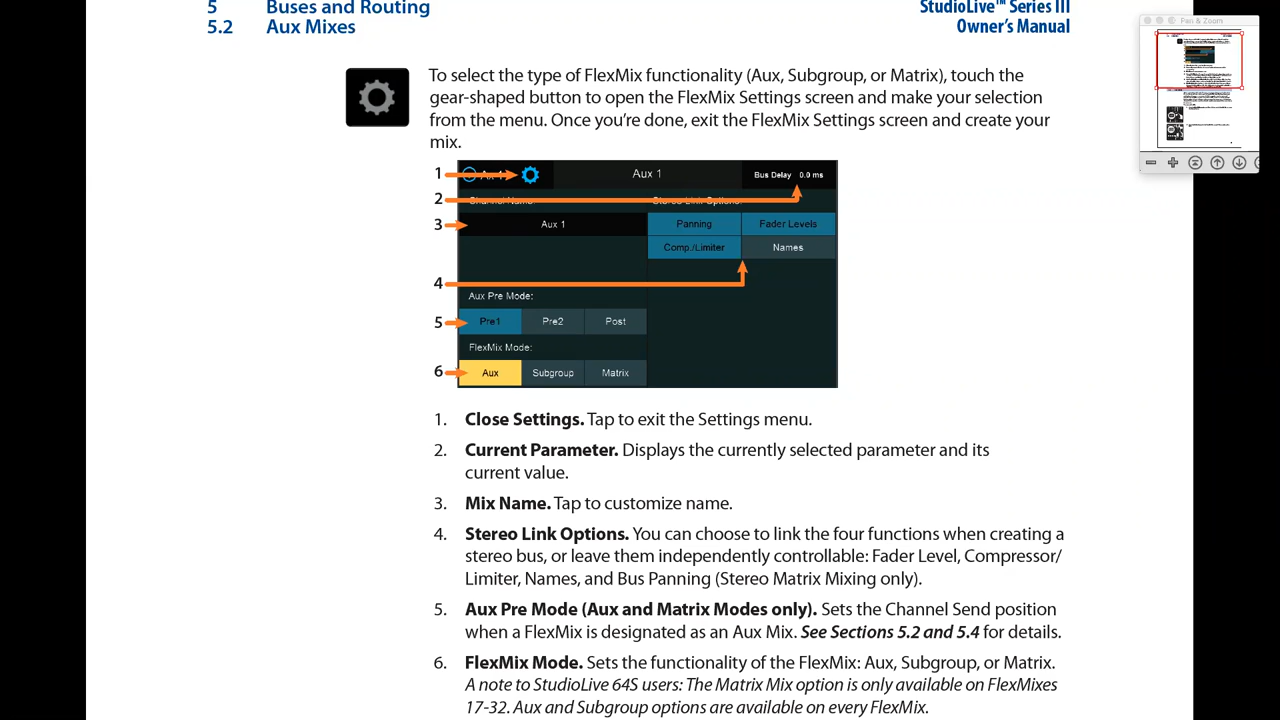 5 Buses and Routing
5.2 Aux Mixes
StudioLive™ Series III
Owner's Manual
Pan & Zoom
To select the type of FlexMix functionality (Aux, Subgroup, or Matrix), touch the
gear-shaped button to open the FlexMix Settings screen and make your selection
from the menu. Once you're done, exit the FlexMix Settings screen and create your
mix.
1
Aux 1
Bus Delay 0.0 ms
2
Channel Name:
Stereo Link Options:
3
Aux 1
Panning
Fader Levels
Comp./Limiter
Names
4
Aux Pre Mode:
5
Pre1
Pre2
Post
FlexMix Mode:
6
Aux
Subgroup
Matrix
1. Close Settings. Tap to exit the Settings menu.
2. Current Parameter. Displays the currently selected parameter and its
current value.
3. Mix Name. Tap to customize name.
4. Stereo Link Options. You can choose to link the four functions when creating a
stereo bus, or leave them independently controllable: Fader Level, Compressor/
Limiter, Names, and Bus Panning (Stereo Matrix Mixing only).
5. Aux Pre Mode (Aux and Matrix Modes only). Sets the Channel Send position
when a FlexMix is designated as an Aux Mix. See Sections 5.2 and 5.4 for details.
6. FlexMix Mode. Sets the functionality of the FlexMix: Aux, Subgroup, or Matrix.
A note to StudioLive 64S users: The Matrix Mix option is only available on FlexMixes
17-32. Aux and Subgroup options are available on every FlexMix.